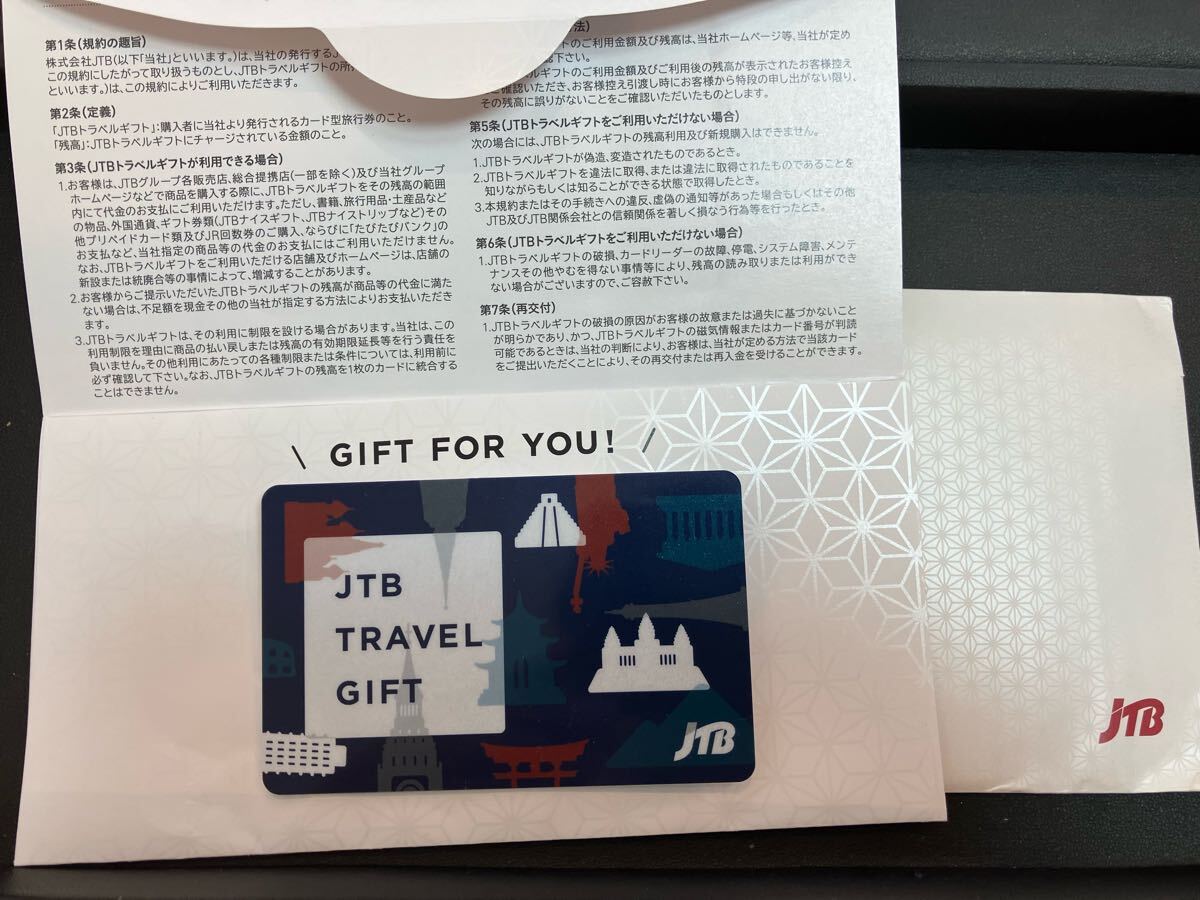 第1条(規約の趣旨)
株式会社JTB(以下「当社」といいます。)は、当社の発行するJ
この規約にしたがって取り扱うものとし、JTBトラベルギフトの所
といいます。)は、この規約によりご利用いただきます。
第2条(定義)
「JTBトラベルギフト」:購入者に当社より発行されるカード型旅行券のこと。
「残高」:JTBトラベルギフトにチャージされている金額のこと。
第3条(JTBトラベルギフトが利用できる場合)
1.お客様は、JTBグループ各販売店、総合提携店(一部を除く)及び当社グループ
ホームページなどで商品を購入する際に、JTBトラベルギフトをその残高の範囲
内にて代金のお支払にご利用いただけます。ただし、書籍、旅行用品・土産品など
の物品、外国通貨、ギフト券類(JTBナイスギフト、JTBナイストリップなど)その
他プリペイドカード類及びJR回数券のご購入、ならびに「たびたびバンク」の
お支払など、当社指定の商品等の代金のお支払にはご利用いただけません。
なお、JTBトラベルギフトをご利用いただける店舗及びホームページは、店舗の
新設または統廃合等の事情によって、増減することがあります。
2.お客様からご提示いただいたJTBトラベルギフトの残高が商品等の代金に満た
ない場合は、不足額を現金その他の当社が指定する方法によりお支払いただき
ます。
3.JTBトラベルギフトは、その利用に制限を設ける場合があります。当社は、この
利用制限を理由に商品の払い戻しまたは残高の有効期限延長等を行う責任を
負いません。その他利用にあたっての各種制限または条件については、利用前に
必ず確認して下さい。なお、JTBトラベルギフトの残高を1枚のカードに統合する
ことはできません。
法)
トのご利用金額及び残高は、当社ホームページ等、当社が定め
下さい。
ルギフトのご利用金額及びご利用後の残高が表示されたお客様控え
ご確認いただき、お客様控え引渡し時にお客様から特段の申し出がない限り、
その残高に誤りがないことをご確認いただいたものとします。
第5条(JTBトラベルギフトをご利用いただけない場合)
次の場合には、JTBトラベルギフトの残高利用及び新規購入はできません。
1.JTBトラベルギフトが偽造、変造されたものであるとき。
2.JTBトラベルギフトを違法に取得、または違法に取得されたものであることを
知りながらもしくは知ることができる状態で取得したとき。
3.本規約またはその手続きへの違反、虚偽の通知等があった場合もしくはその他
JTB及びJTB関係会社との信頼関係を著しく損なう行為等を行ったとき。
第6条(JTBトラベルギフトをご利用いただけない場合)
1.JTBトラベルギフトの破損、カードリーダーの故障、停電、システム障害、メンテ
ナンスその他やむを得ない事情等により、残高の読み取りまたは利用ができ
ない場合がございますので、ご容赦下さい。
第7条(再交付)
1.JTBトラベルギフトの破損の原因がお客様の故意または過失に基づかないこと
が明らかであり、かつ、JTBトラベルギフトの磁気情報またはカード番号が判読
可能であるときは、当社の判断により、お客様は、当社が定める方法で当該カード
をご提出いただくことにより、その再交付または再入金を受けることができます。
\ GIFT FOR YOU! /
JTB
TRAVEL
GIFT
JTB
JTB